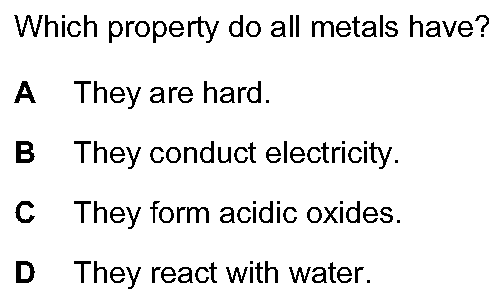 Which property do all metals have?
A They are hard.
B They conduct electricity.
C They form acidic oxides.
D They react with water.